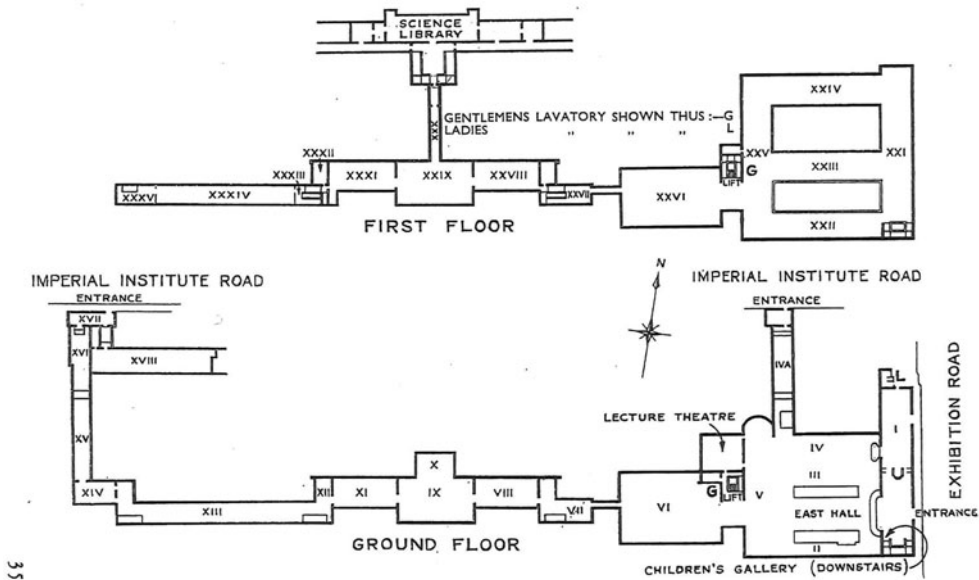 SCIENCE
LIBRARY
GENTLEMENS LAVATORY SHOWN THUS :—G
LADIES " " " L
XXIV
XXX
XXXII
XXV
XXI
XXXIII
XXXI
XXIX
XXVIII
G
LIFT
XXIII
XXXV
XXXIV
XXVII
XXVI
XXII
FIRST FLOOR
IMPERIAL INSTITUTE ROAD
ENTRANCE
N
IMPERIAL INSTITUTE ROAD
ENTRANCE
XVII
XVI
XVIII
IVA
L
EXHIBITION ROAD
LECTURE THEATRE
I
XV
IV
X
III
XIV
XII
XI
IX
VIII
G
LIFT
V
VI
XIII
VII
EAST HALL
ENTRANCE
II
GROUND FLOOR
CHILDREN'S GALLERY (DOWNSTAIRS)
35